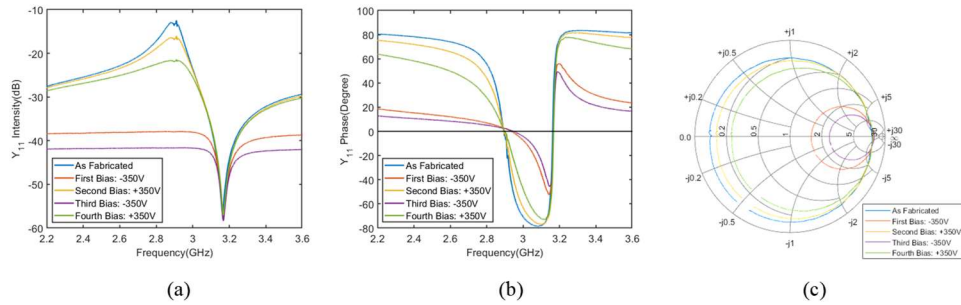 -10
-20
-30
-40
-50
-60
Y11 Intensity(dB)
As Fabricated
First Bias: -350V
Second Bias: +350V
Third Bias: -350V
Fourth Bias: +350V
2.2 2.4 2.6 2.8 3 3.2 3.4 3.6
Frequency(GHz)
(a)
100
80
60
40
20
0
-20
-40
-60
-80
Y11 Phase(Degree)
As Fabricated
First Bias: -350V
Second Bias: +350V
Third Bias: -350V
Fourth Bias: +350V
2.2 2.4 2.6 2.8 3 3.2 3.4 3.6
Frequency(GHz)
(b)
+j1
+j0.5 +j2
+j0.2 +j5
0.0 0.2 0.5 1 2 5 30 +j30
-j30
-j0.2 -j5
-j0.5 -j2
-j1
As Fabricated
First Bias: -350V
Second Bias: +350V
Third Bias: -350V
Fourth Bias: +350V
(c)